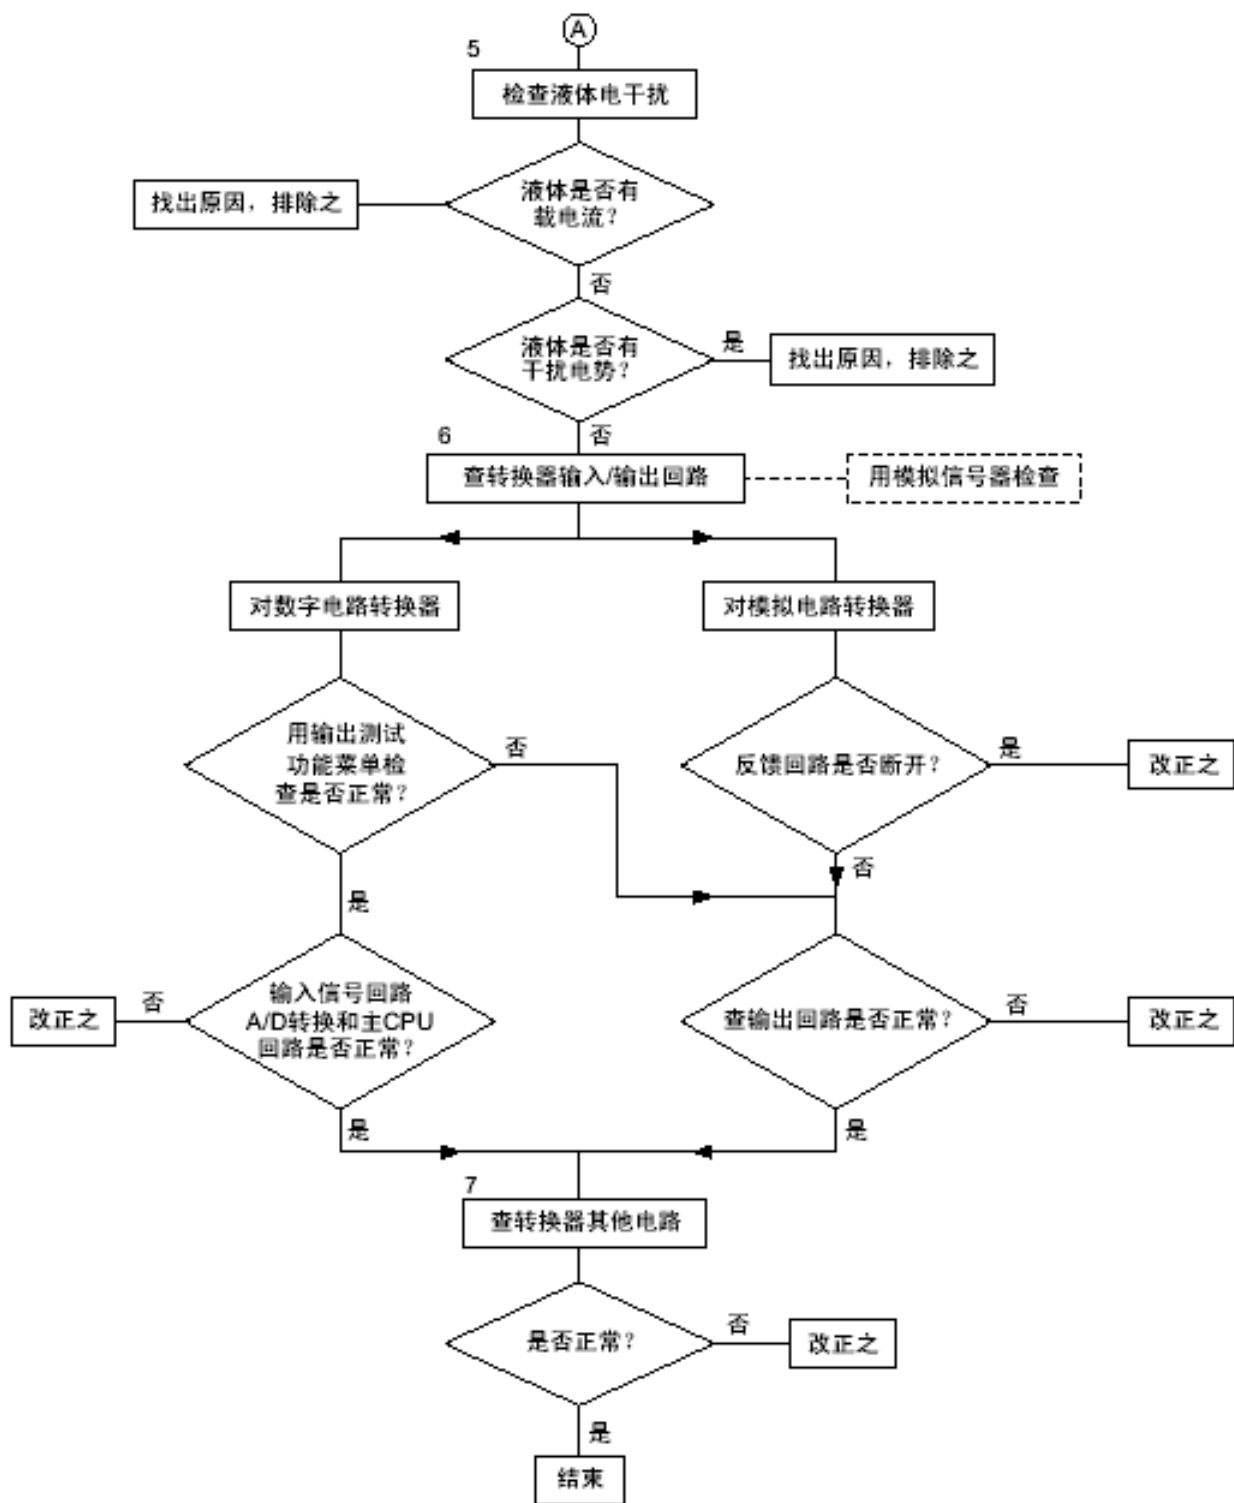 A
5
检查液体电干扰
液体是否有
载电流？
找出原因，排除之
否
液体是否有
干扰电势？
是
找出原因，排除之
否
6
查转换器输入/输出回路
用模拟信号器检查
对数字电路转换器
对模拟电路转换器
用输出测试
功能菜单检
查是否正常？
否
反馈回路是否断开？
是
改正之
否
是
输入信号回路
A/D转换和主CPU
回路是否正常？
否
改正之
查输出回路是否正常？
否
改正之
是
是
7
查转换器其他电路
是否正常？
否
改正之
是
结束